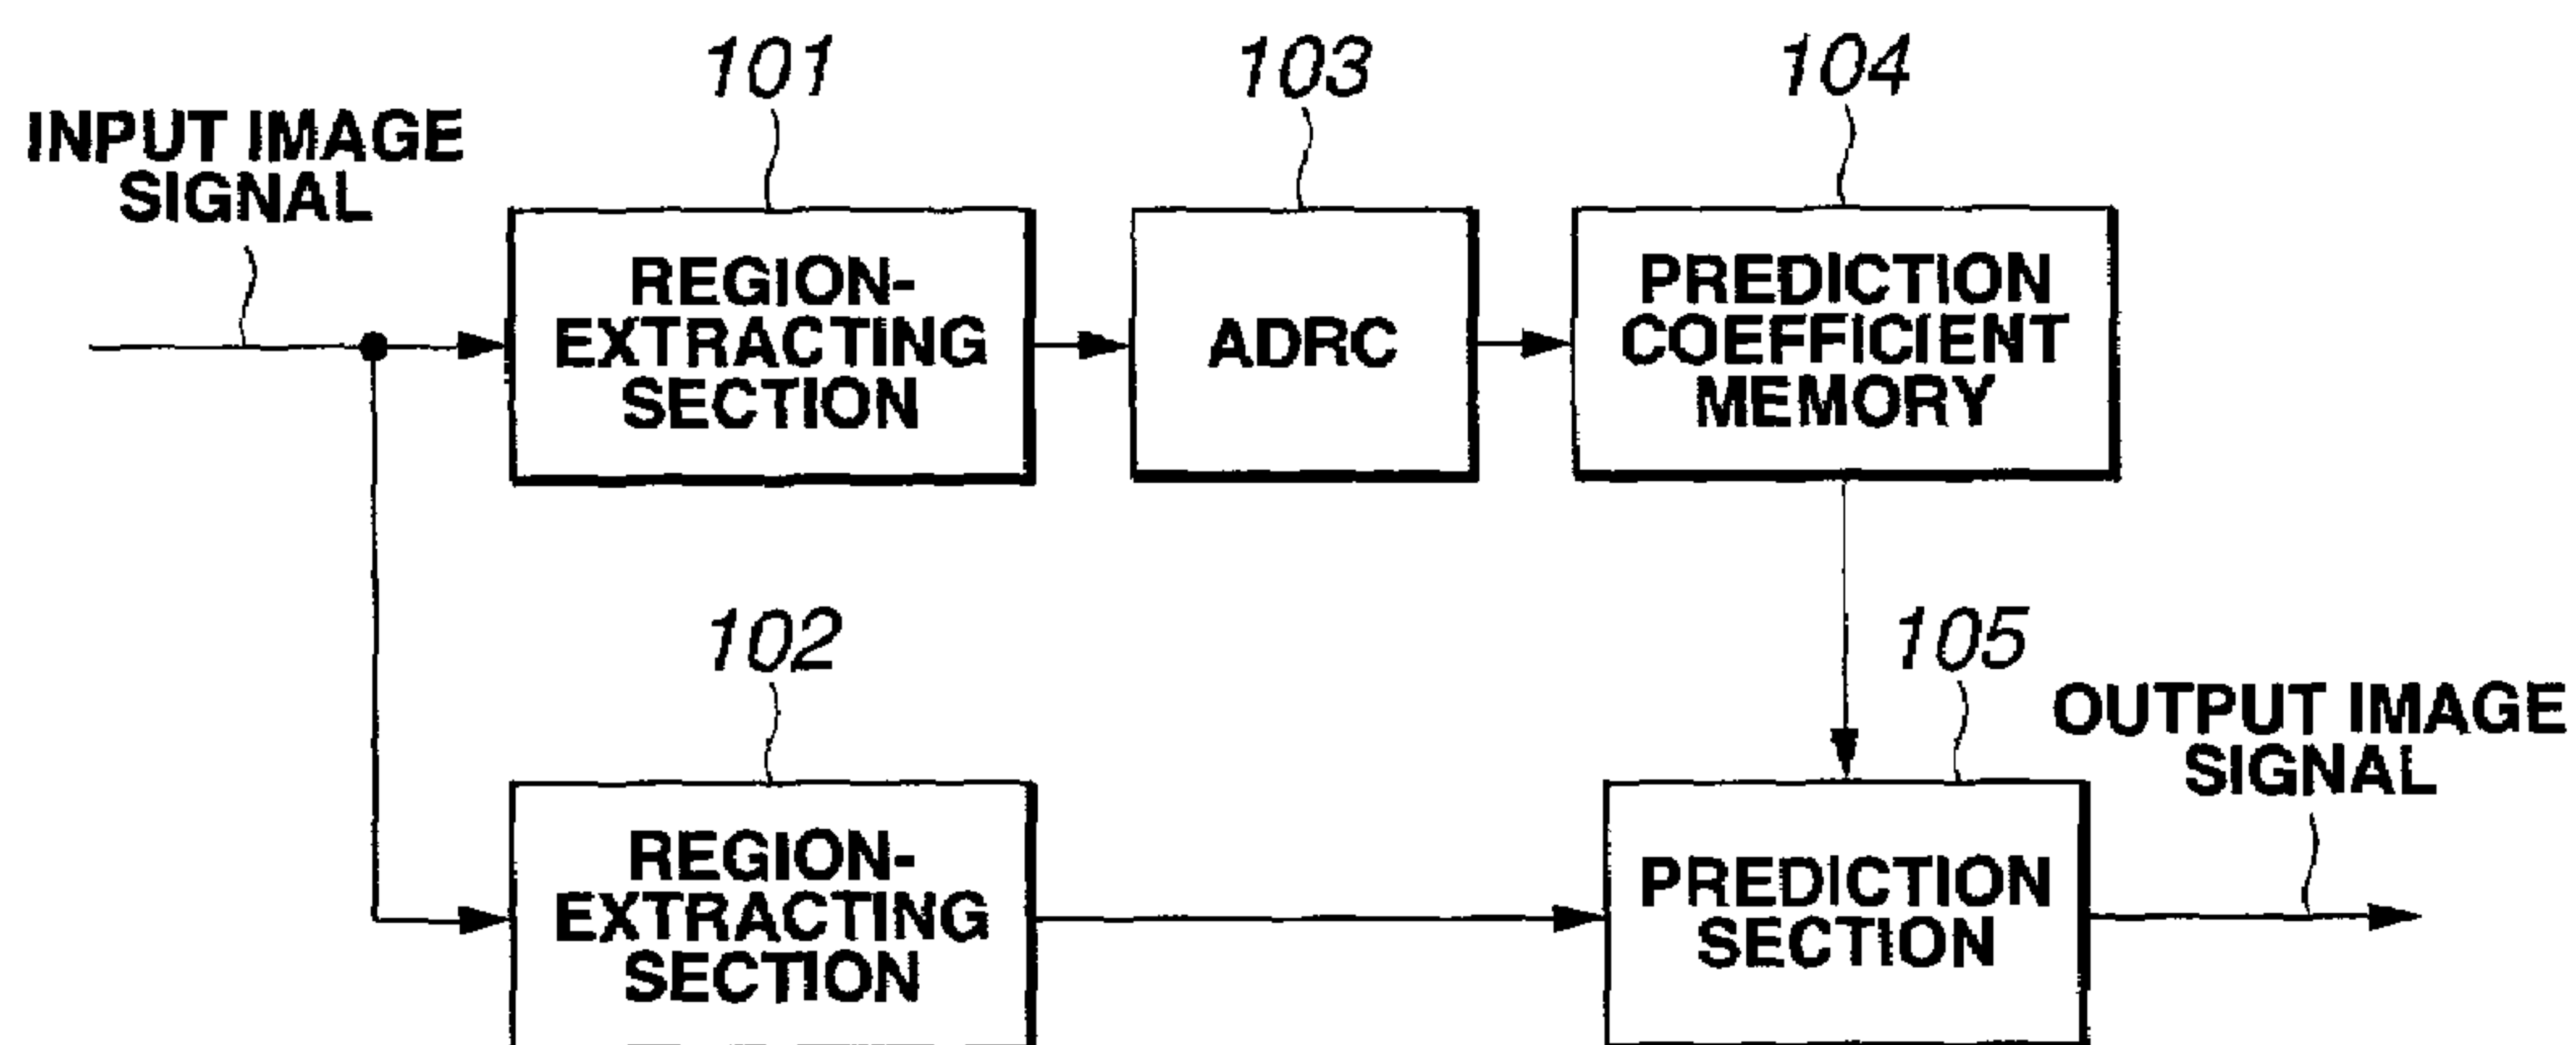 101
103
104
INPUT IMAGE
SIGNAL
REGION-
EXTRACTING
SECTION
ADRC
PREDICTION
COEFFICIENT
MEMORY
102
105
OUTPUT IMAGE
SIGNAL
REGION-
EXTRACTING
SECTION
PREDICTION
SECTION